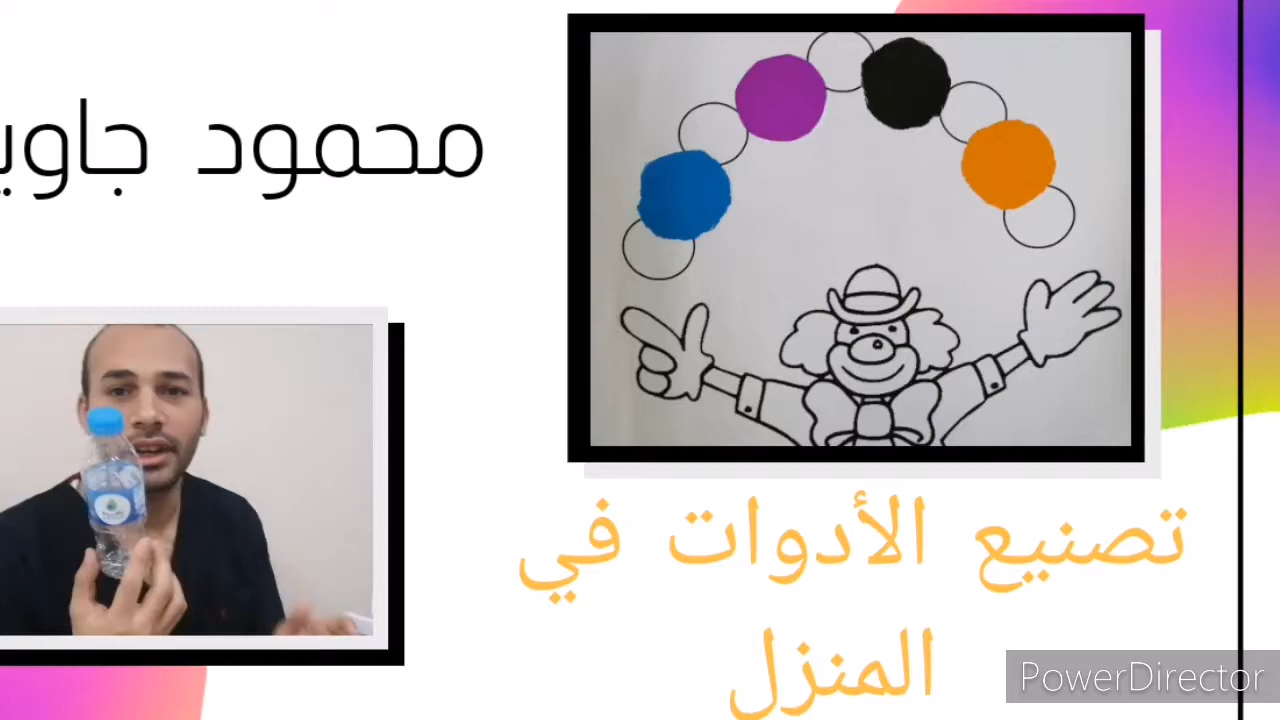 محمود
تصنيع الأدوات في
المنزل
PowerDirector